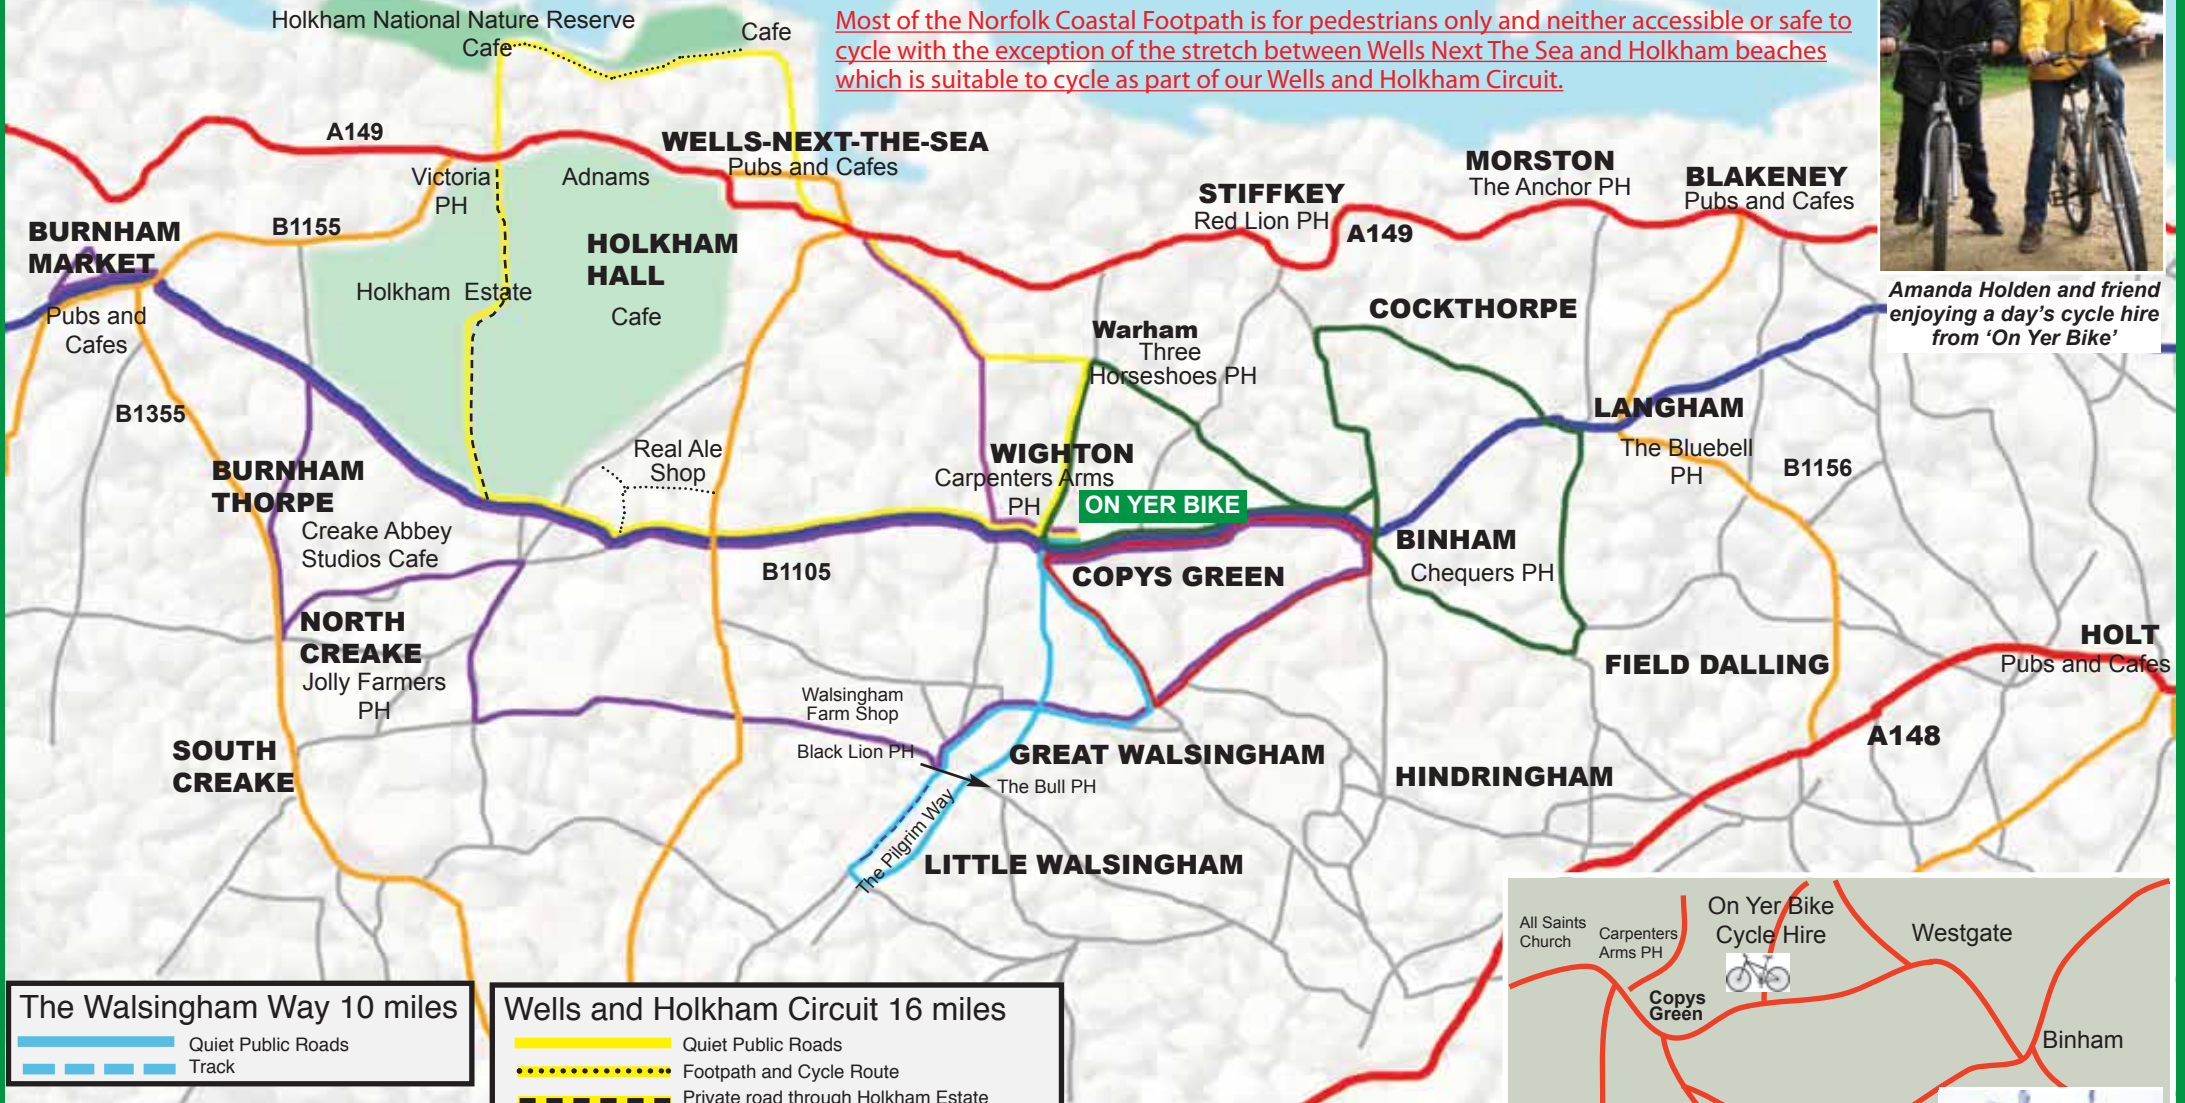 Holkham National Nature Reserve
Cafe
Cafe
Most of the Norfolk Coastal Footpath is for pedestrians only and neither accessible or safe to
cycle with the exception of the stretch between Wells Next The Sea and Holkham beaches
which is suitable to cycle as part of our Wells and Holkham Circuit.
A149
WELLS-NEXT-THE-SEA
Pubs and Cafes
Victoria
PH
Adnams
STIFFKEY
Red Lion PH
A149
MORSTON
The Anchor PH
BLAKENEY
Pubs and Cafes
BURNHAM
MARKET
Pubs and
Cafes
B1155
HOLKHAM
HALL
Cafe
Holkham Estate
Amanda Holden and friend
enjoying a day's cycle hire
from 'On Yer Bike'
COCKTHORPE
Warham
Three
Horseshoes PH
B1355
LANGHAM
The Bluebell
PH
B1156
BURNHAM
THORPE
Real Ale
Shop
WIGHTON
Carpenters Arms
PH
ON YER BIKE
Creake Abbey
Studios Cafe
B1105
COPYS GREEN
BINHAM
Chequers PH
NORTH
CREAKE
Jolly Farmers
PH
HOLT
Pubs and Cafes
FIELD DALLING
Walsingham
Farm Shop
Black Lion PH
GREAT WALSINGHAM
The Bull PH
A148
SOUTH
CREAKE
HINDRINGHAM
The Pilgrim Way
LITTLE WALSINGHAM
All Saints
Church
Carpenters
Arms PH
On Yer Bike
Cycle Hire
Westgate
Copys
Green
Binham
The Walsingham Way 10 miles
Quiet Public Roads
Track
Wells and Holkham Circuit 16 miles
Quiet Public Roads
Footpath and Cycle Route
Private road through Holkham Estate